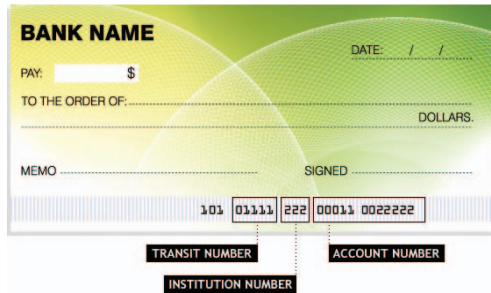 BANK NAME
DATE: / /
PAY: $
TO THE ORDER OF:
DOLLARS.
MEMO SIGNED
101 01111 222 00011 0022222
TRANSIT NUMBER ACCOUNT NUMBER
INSTITUTION NUMBER